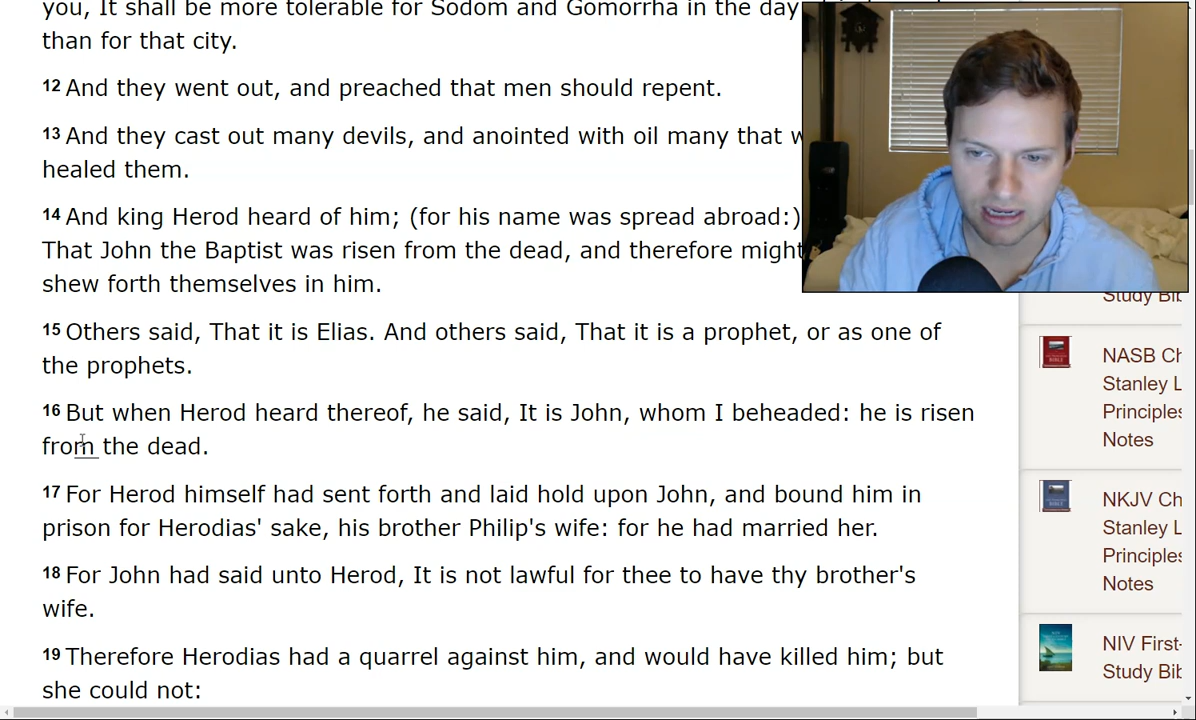 you, It shall be more tolerable for Sodom and Gomorrha in the day
than for that city.
12 And they went out, and preached that men should repent.
13 And they cast out many devils, and anointed with oil many that w
healed them.
14 And king Herod heard of him; (for his name was spread abroad:)
That John the Baptist was risen from the dead, and therefore might
shew forth themselves in him.
15 Others said, That it is Elias. And others said, That it is a prophet, or as one of
the prophets.
16 But when Herod heard thereof, he said, It is John, whom I beheaded: he is risen
from the dead.
17 For Herod himself had sent forth and laid hold upon John, and bound him in
prison for Herodias' sake, his brother Philip's wife: for he had married her.
18 For John had said unto Herod, It is not lawful for thee to have thy brother's
wife.
19 Therefore Herodias had a quarrel against him, and would have killed him; but
she could not:
Study Bib
NASB Ch
Stanley L
Principles
Notes
NKJV Ch
Stanley L
Principles
Notes
NIV First-
Study Bib